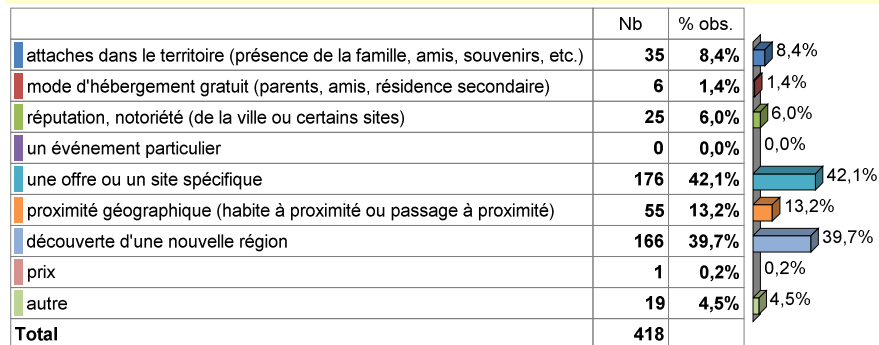 Nb % obs.
attaches dans le territoire (présence de la famille, amis, souvenirs, etc.) 35 8,4% 8,4%
mode d'hébergement gratuit (parents, amis, résidence secondaire) 6 1,4% 1,4%
réputation, notoriété (de la ville ou certains sites) 25 6,0% 6,0%
un événement particulier 0 0,0% 0,0%
une offre ou un site spécifique 176 42,1% 42,1%
proximité géographique (habite à proximité ou passage à proximité) 55 13,2% 13,2%
découverte d'une nouvelle région 166 39,7% 39,7%
prix 1 0,2% 0,2%
autre 19 4,5% 4,5%
Total 418